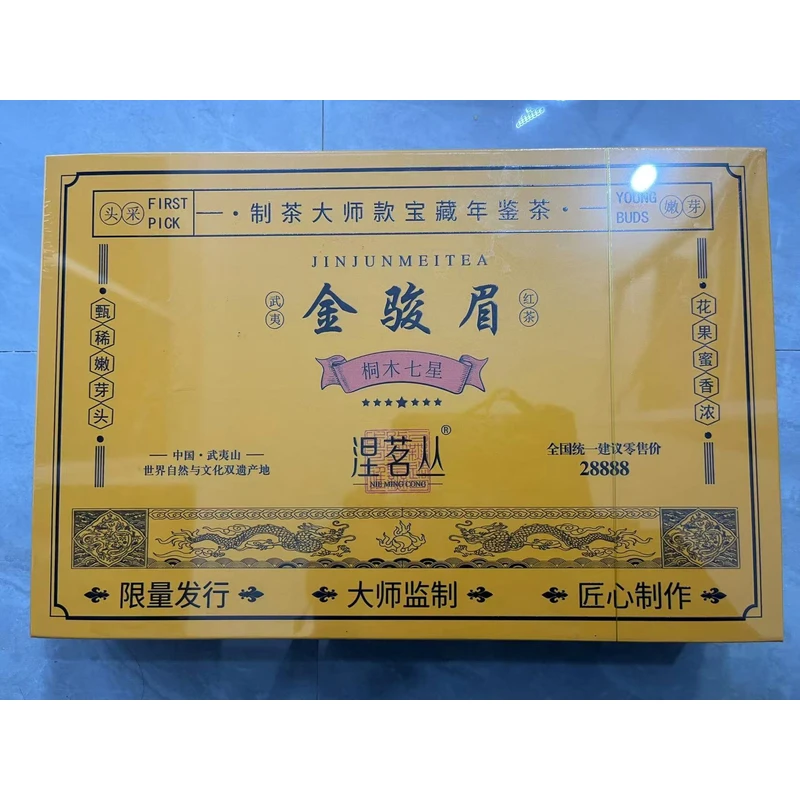 头采 FIRST PICK 制茶大师款宝藏年鉴茶 YOUNG BUDS 嫩芽
JINJUNMEITEA
武夷 金骏眉 红茶
甄稀嫩芽头
花果蜜香浓
桐木七星
涅茗丛®
NIE MING CONG
中国·武夷山
世界自然与文化双遗产地
全国统一建议零售价
28888
限量发行 大师监制 匠心制作